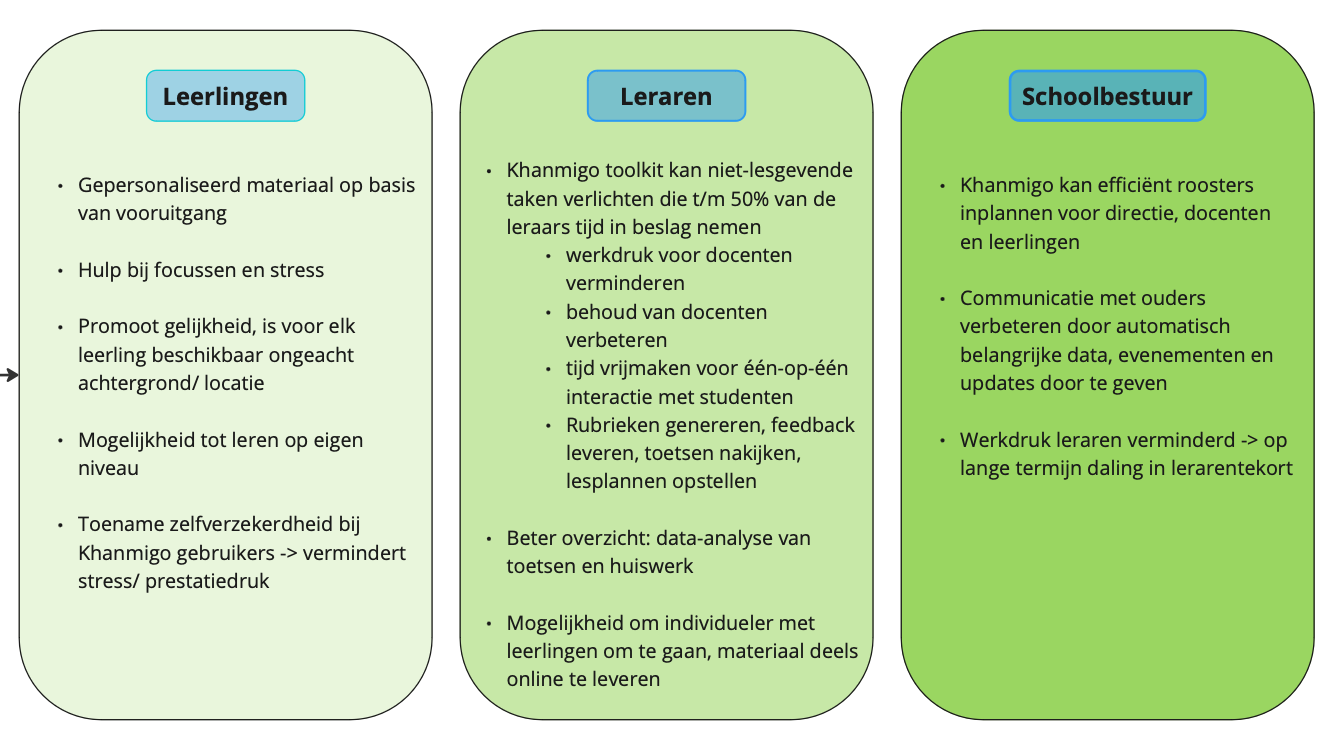 Leerlingen
• Gepersonaliseerd materiaal op basis
van vooruitgang
• Hulp bij focussen en stress
• Promoot gelijkheid, is voor elk
leerling beschikbaar ongeacht
achtergrond/ locatie
• Mogelijkheid tot leren op eigen
niveau
• Toename zelfverzekerdheid bij
Khanmigo gebruikers -> vermindert
stress/ prestatiedruk
Leraren
• Khanmigo toolkit kan niet-lesgevende
taken verlichten die t/m 50% van de
leraars tijd in beslag nemen
• werkdruk voor docenten
verminderen
• behoud van docenten
verbeteren
• tijd vrijmaken voor één-op-één
interactie met studenten
• Rubrieken genereren, feedback
leveren, toetsen nakijken,
lesplannen opstellen
• Beter overzicht: data-analyse van
toetsen en huiswerk
• Mogelijkheid om individueler met
leerlingen om te gaan, materiaal deels
online te leveren
Schoolbestuur
• Khanmigo kan efficiënt roosters
inplannen voor directie, docenten
en leerlingen
• Communicatie met ouders
verbeteren door automatisch
belangrijke data, evenementen en
updates door te geven
• Werkdruk leraren verminderd -> op
lange termijn daling in lerarentekort